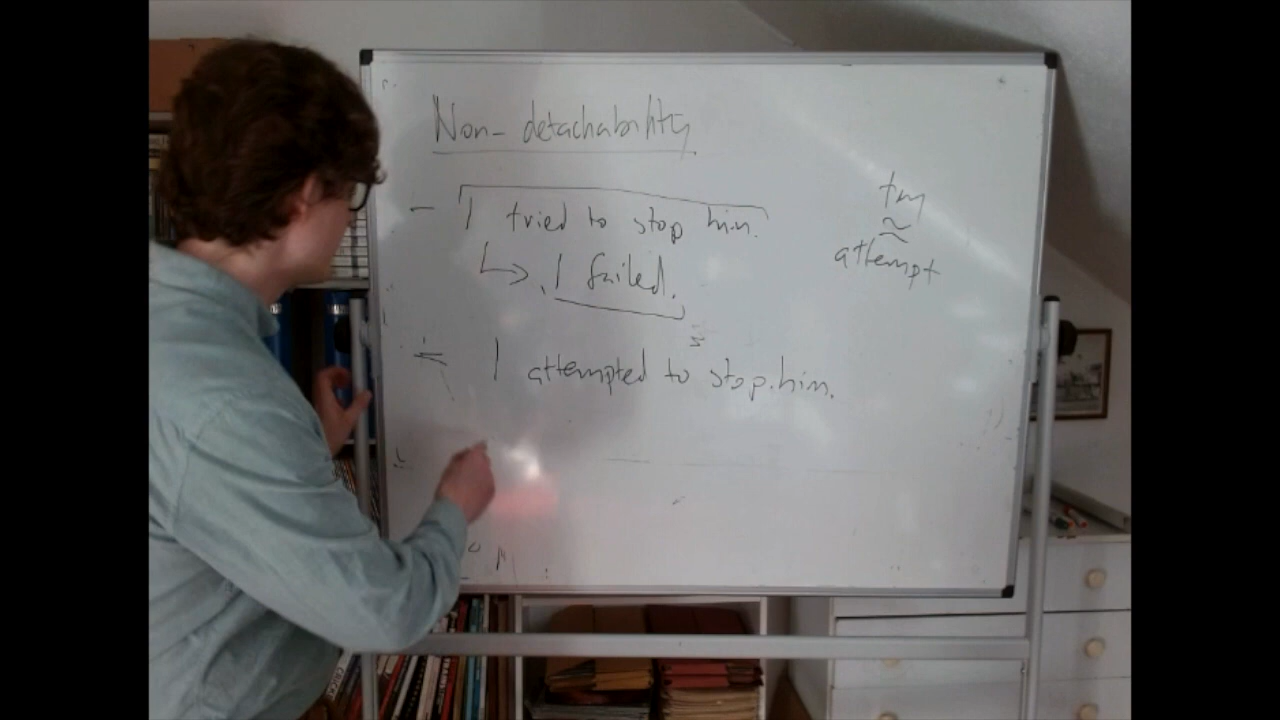 Non-detachability
- I tried to stop him.
↳ I failed.
I attempted to stop him.
try
≈
attempt